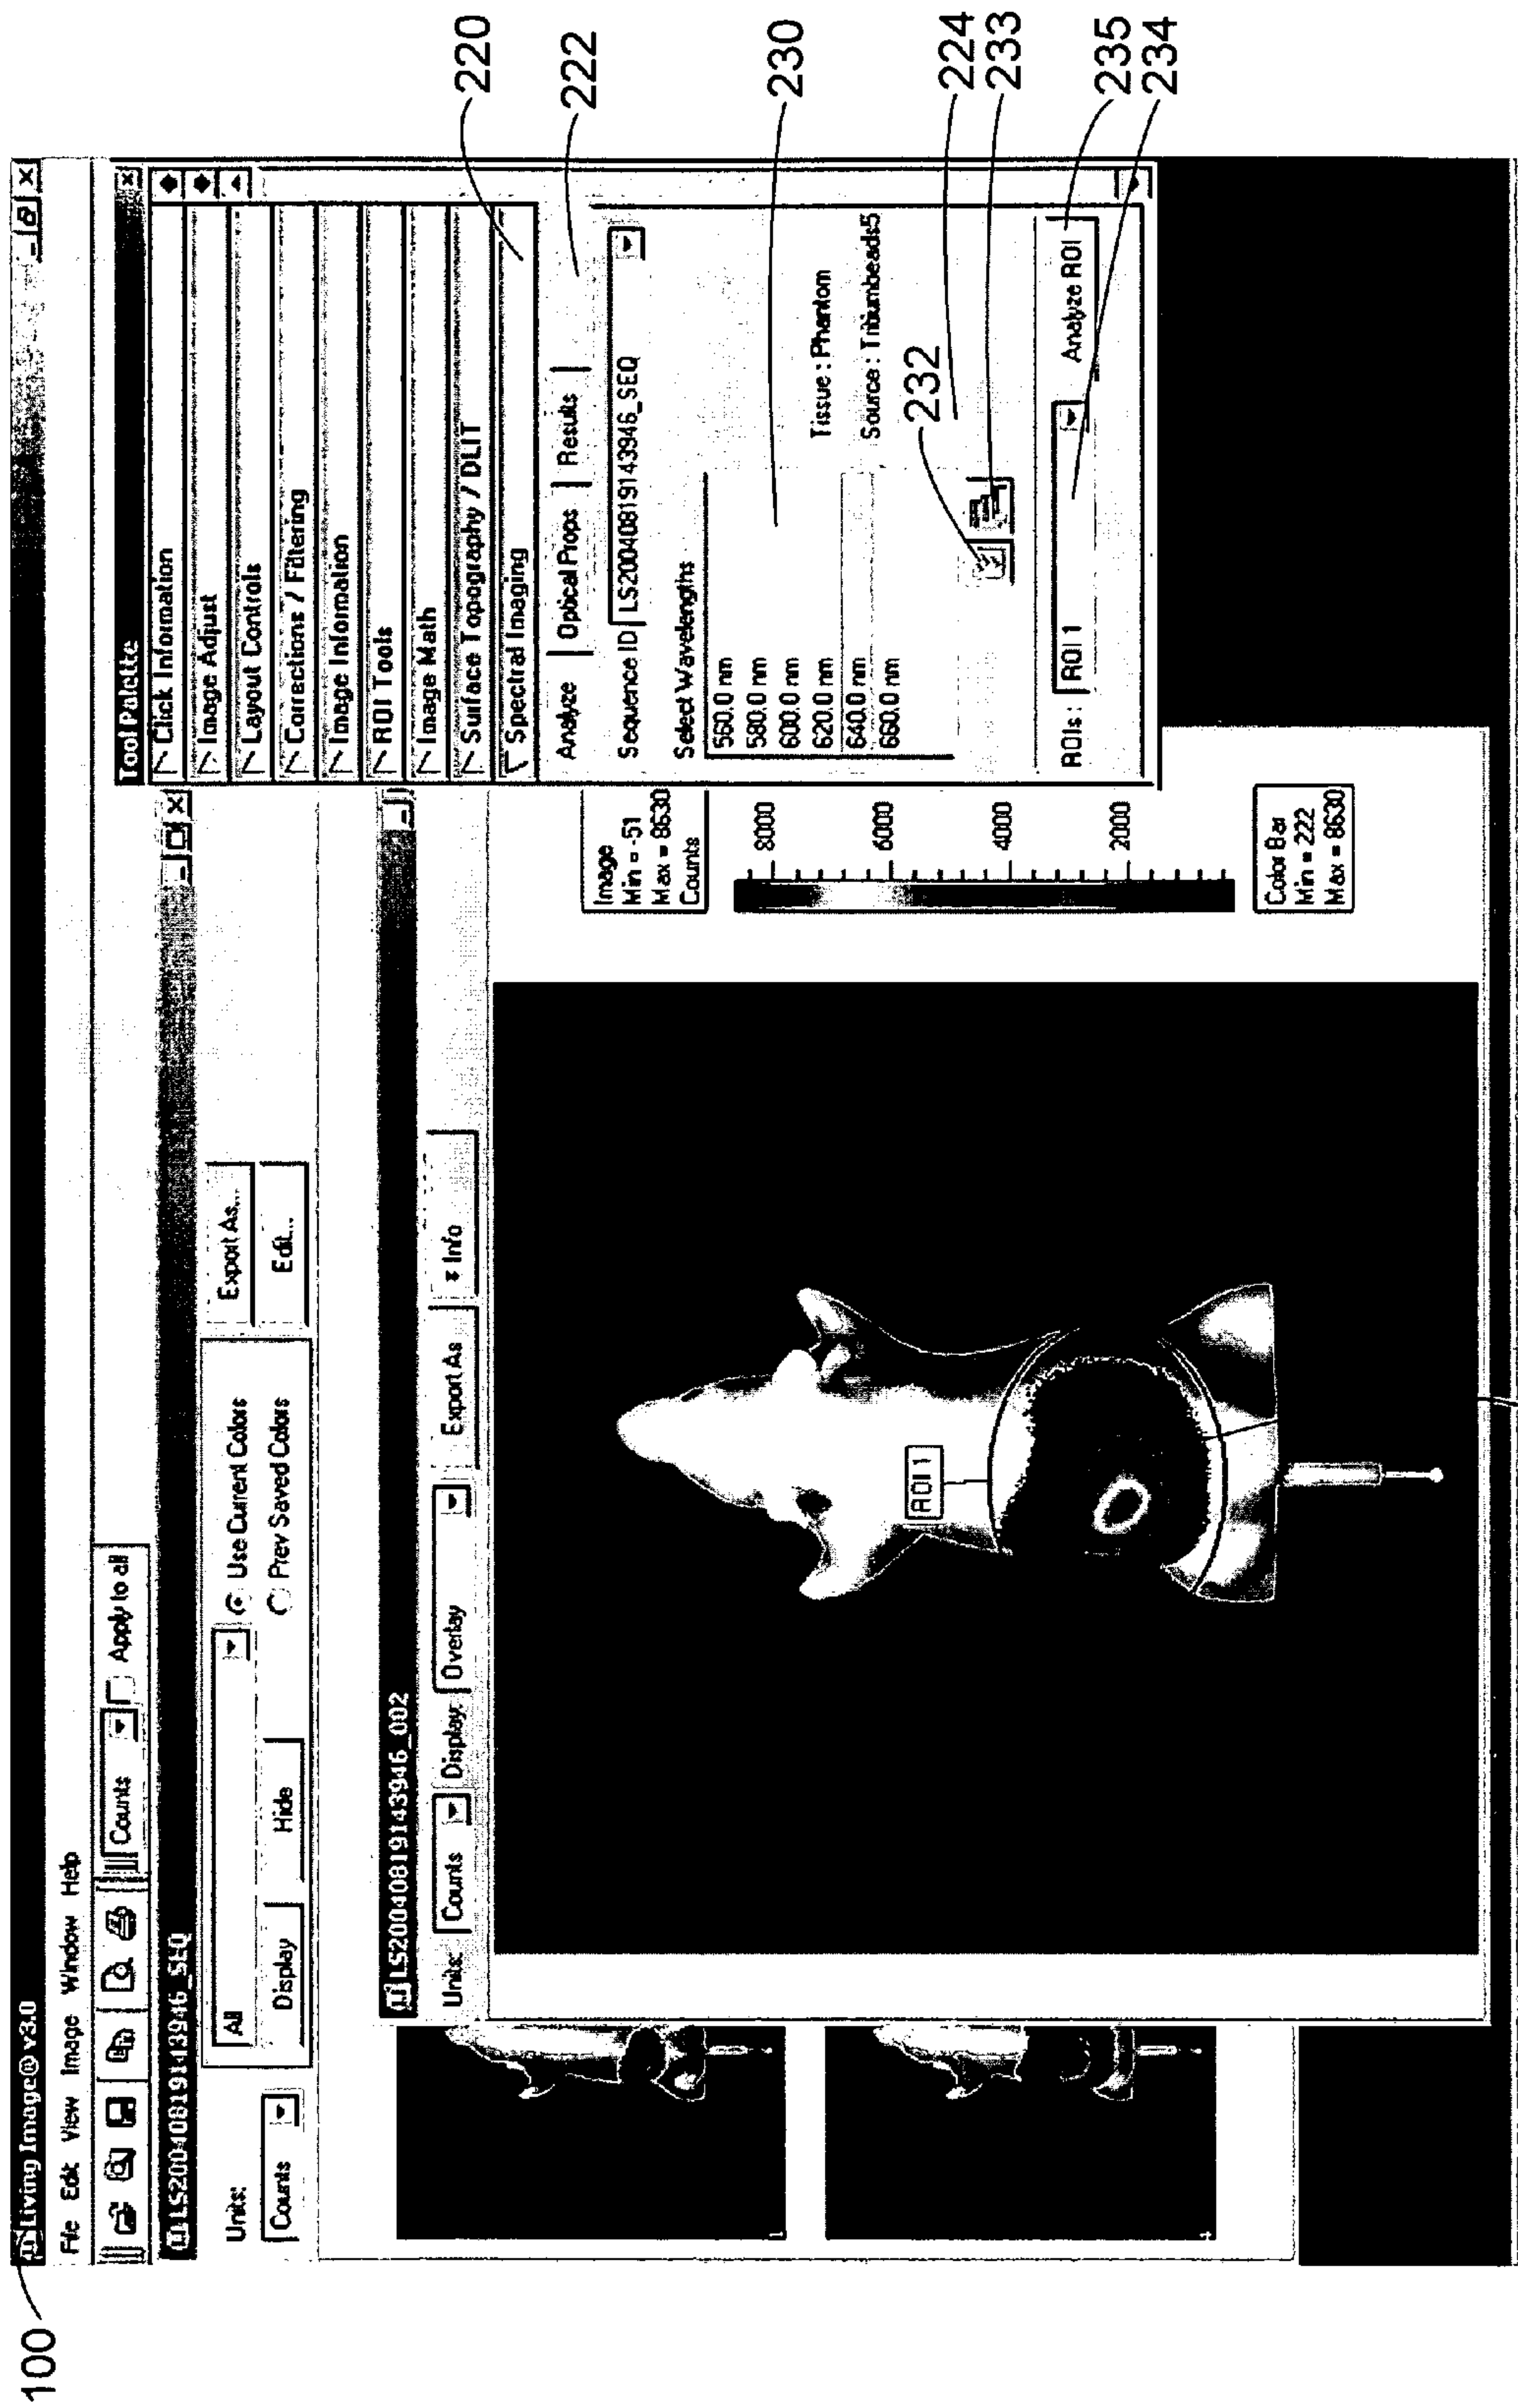 100
Living Image® v3.0
File Edit View Image Window Help
Counts Apply to all
LS20040819143946_SEQ
Units:
Counts
All
Display Hide
Use Current Colors
Prev Saved Colors
Export As...
Edit...
1
4
LS20040819143946_002
Units: Counts Display: Overlay Export As Info
ROI 1
Image
Min = -51
Max = 8630
Counts
8000
6000
4000
2000
Color Bar
Min = 222
Max = 8630
Tool Palette
Click Information
Image Adjust
Layout Controls
Corrections / Filtering
Image Information
ROI Tools
Image Math
Surface Topography / DLIT
Spectral Imaging
Analyze Optical Props Results
Sequence ID LS20040819143946_SEQ
Select Wavelengths
560.0 nm
580.0 nm
600.0 nm
620.0 nm
640.0 nm
660.0 nm
Tissue : Phantom
Source : Tritiumbeads5
ROIs : ROI 1 Analyze ROI
220
222
230
232
224
233
235
234